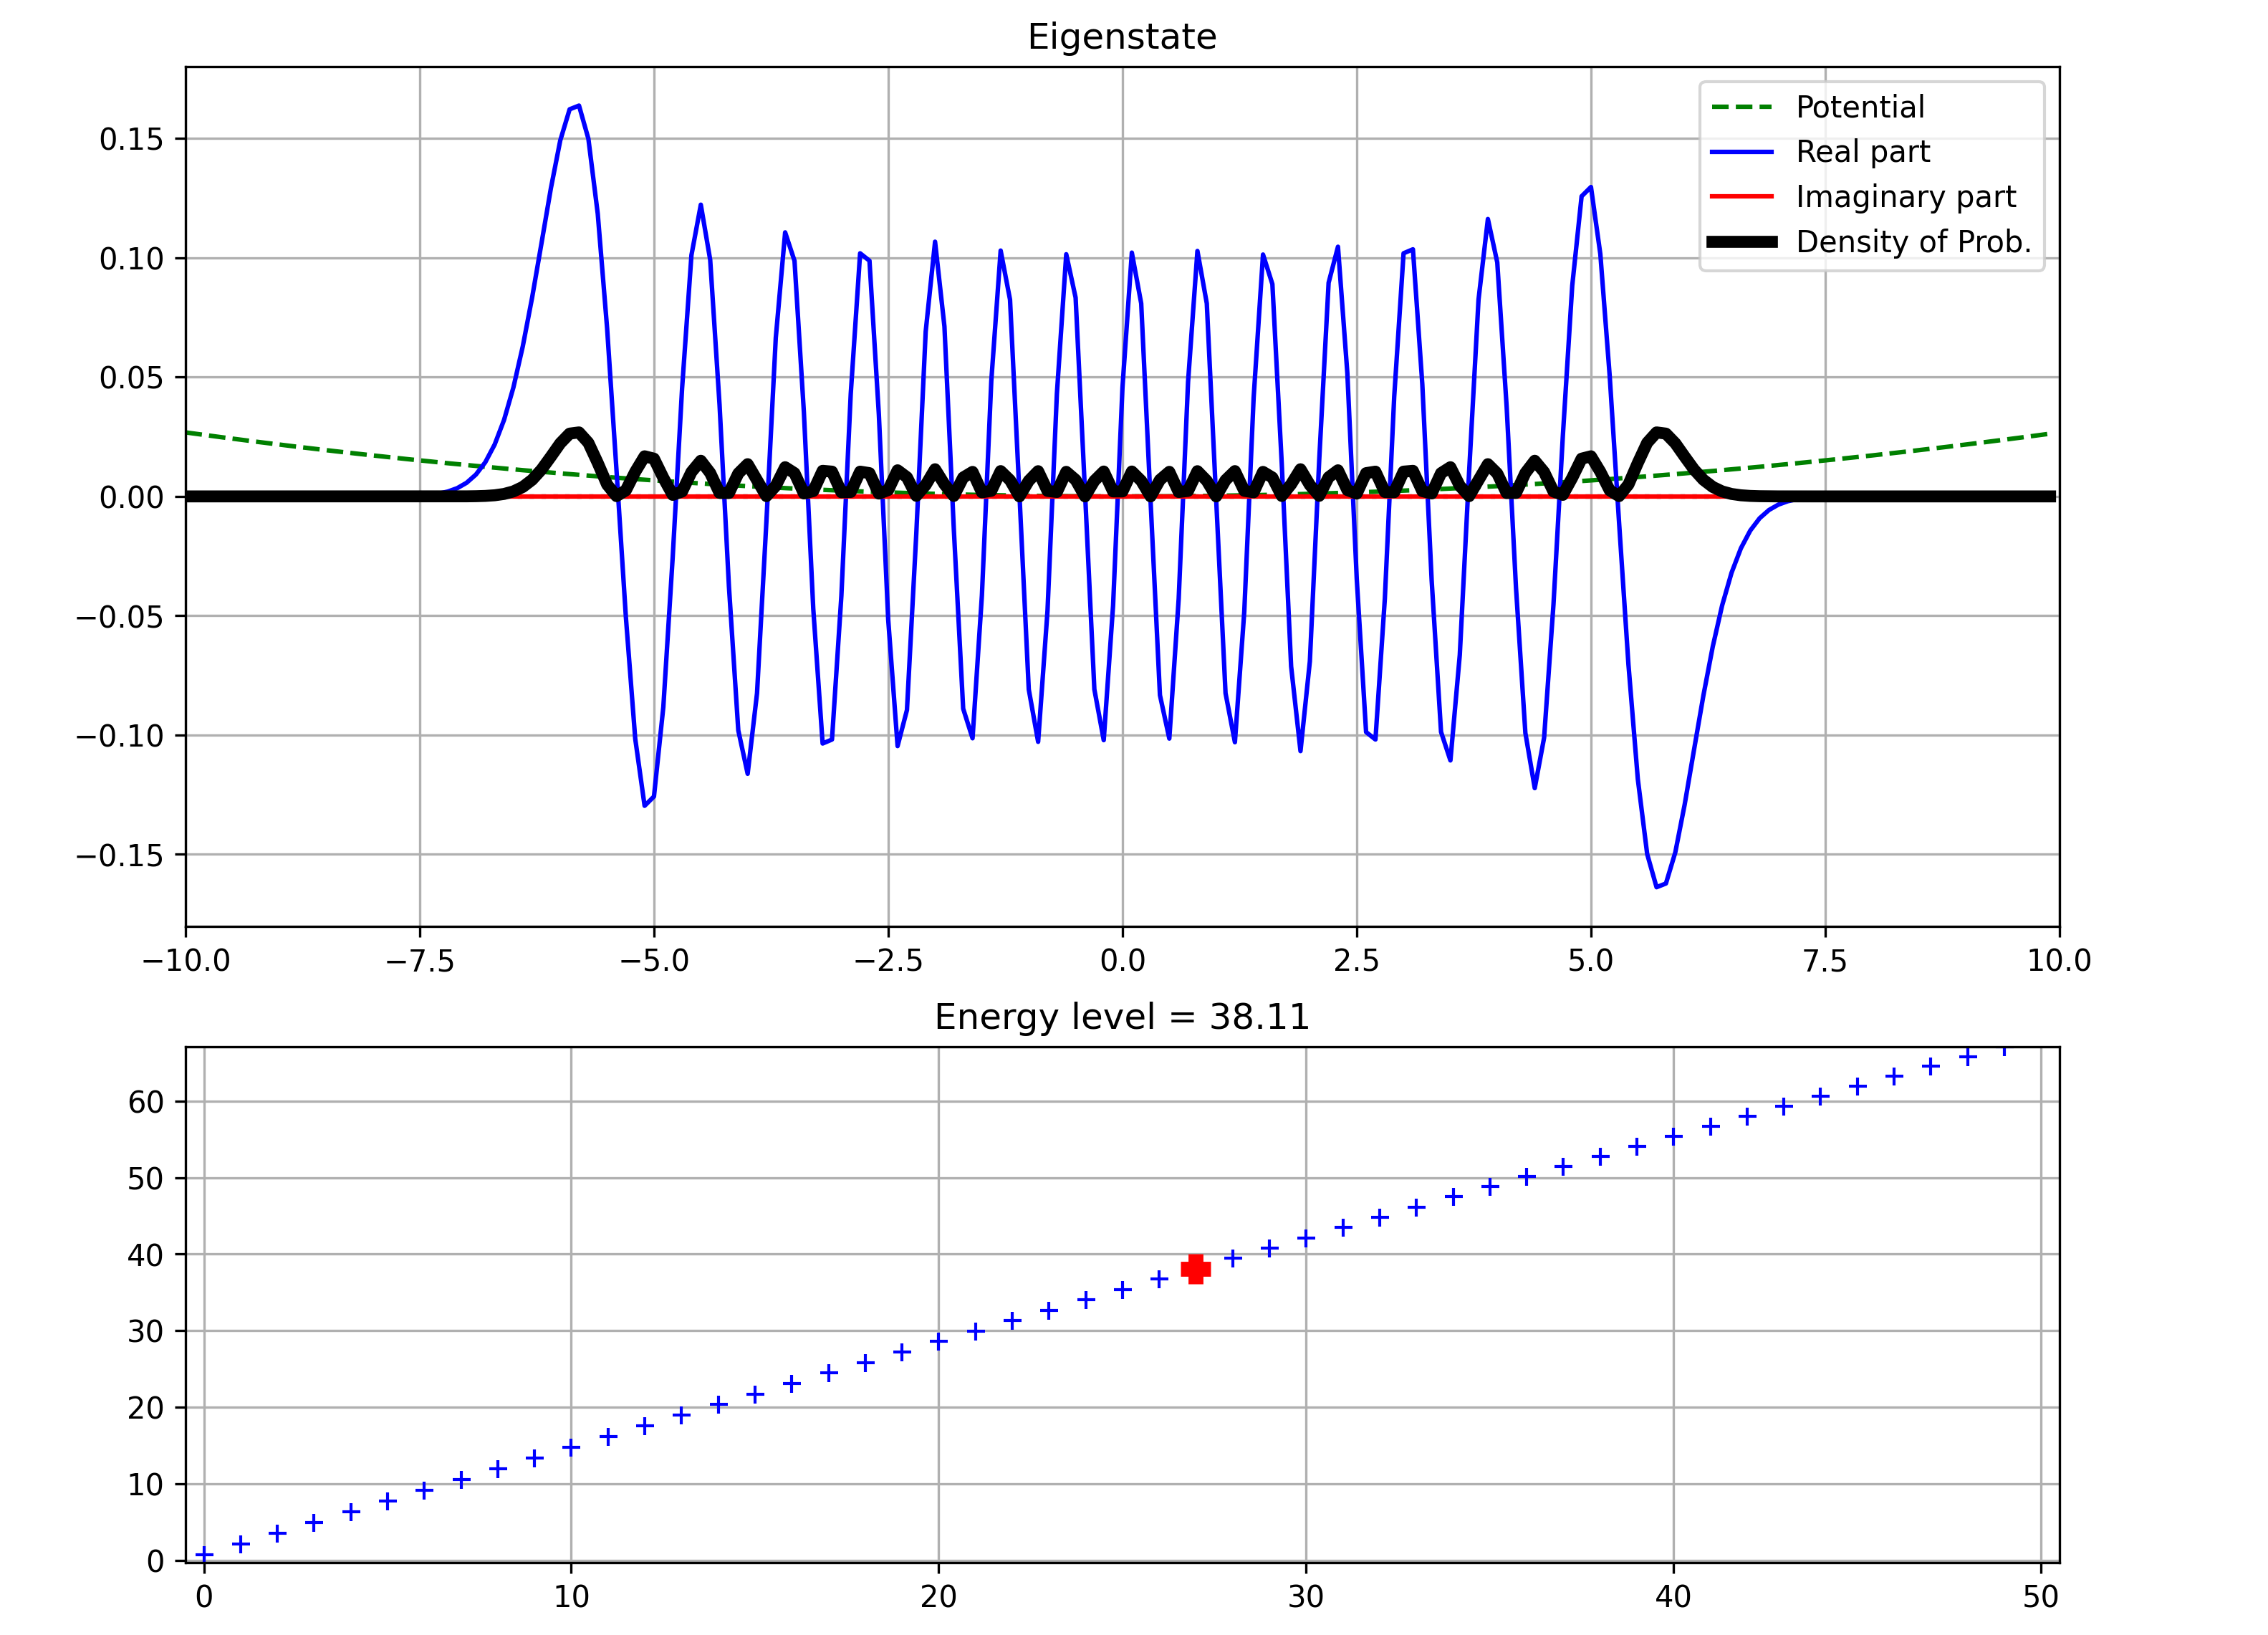 Eigenstate
Potential
Real part
Imaginary part
Density of Prob.
0.15
0.10
0.05
0.00
−0.05
−0.10
−0.15
−10.0 −7.5 −5.0 −2.5 0.0 2.5 5.0 7.5 10.0
Energy level = 38.11
60
50
40
30
20
10
0
0 10 20 30 40 50